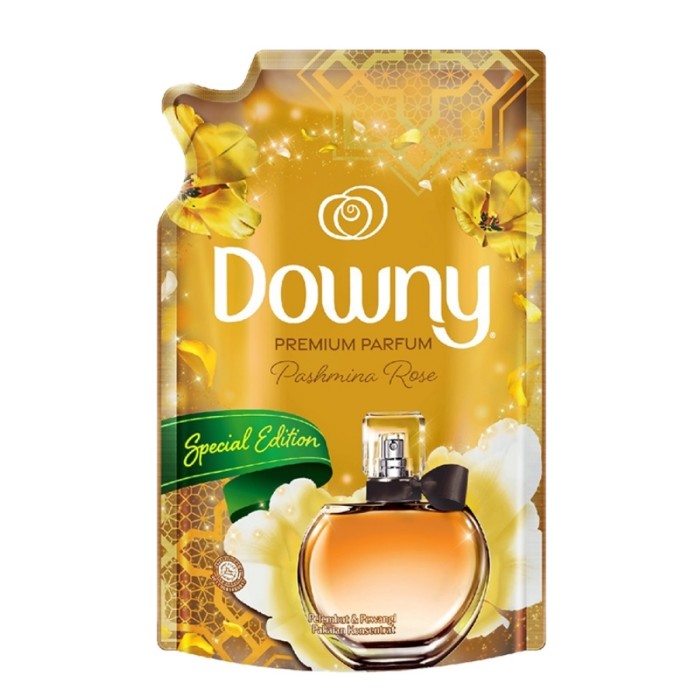 Downy
PREMIUM PARFUM
Pashmina Rose
Special Edition
Pelembut & Pewangi
Pakaian Konsentrat